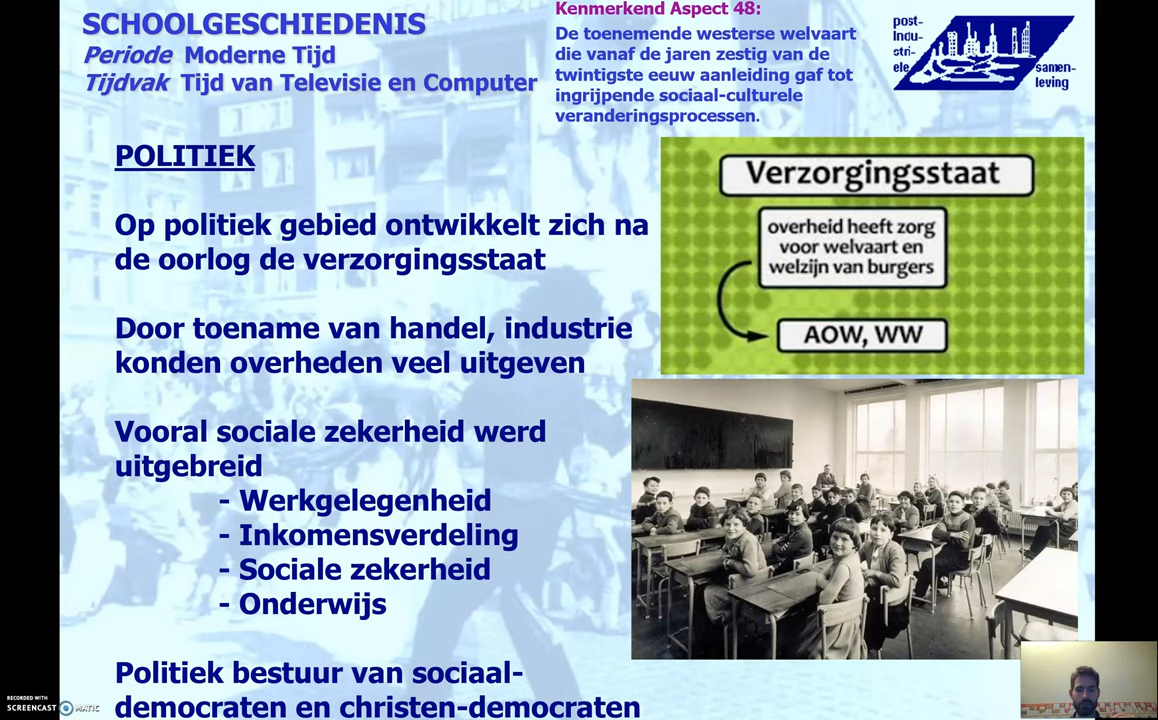 SCHOOLGESCHIEDENIS
Periode Moderne Tijd
Tijdvak Tijd van Televisie en Computer
Kenmerkend Aspect 48:
De toenemende westerse welvaart
die vanaf de jaren zestig van de
twintigste eeuw aanleiding gaf tot
ingrijpende sociaal-culturele
veranderingsprocessen.
post-
indu-
stri-
ele
samen-
leving
POLITIEK
Op politiek gebied ontwikkelt zich na
de oorlog de verzorgingsstaat
Door toename van handel, industrie
konden overheden veel uitgeven
Vooral sociale zekerheid werd
uitgebreid
- Werkgelegenheid
- Inkomensverdeling
- Sociale zekerheid
- Onderwijs
Politiek bestuur van sociaal-
democraten en christen-democraten
Verzorgingsstaat
overheid heeft zorg
voor welvaart en
welzijn van burgers
AOW, WW
RECORDED WITH
SCREENCAST MATIC